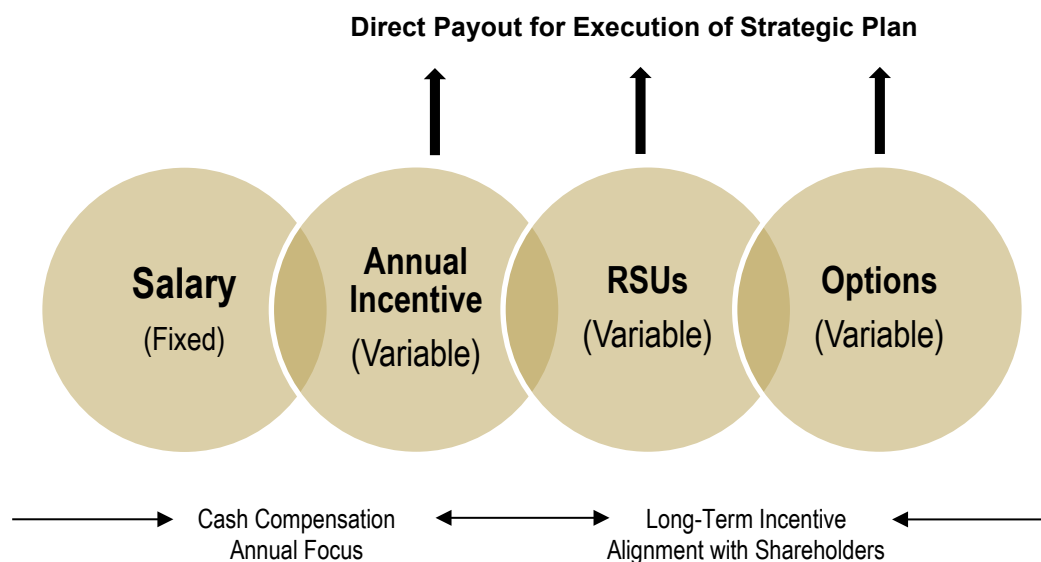 Direct Payout for Execution of Strategic Plan
Salary
(Fixed)
Annual
Incentive
(Variable)
RSUs
(Variable)
Options
(Variable)
Cash Compensation
Annual Focus
Long-Term Incentive
Alignment with Shareholders